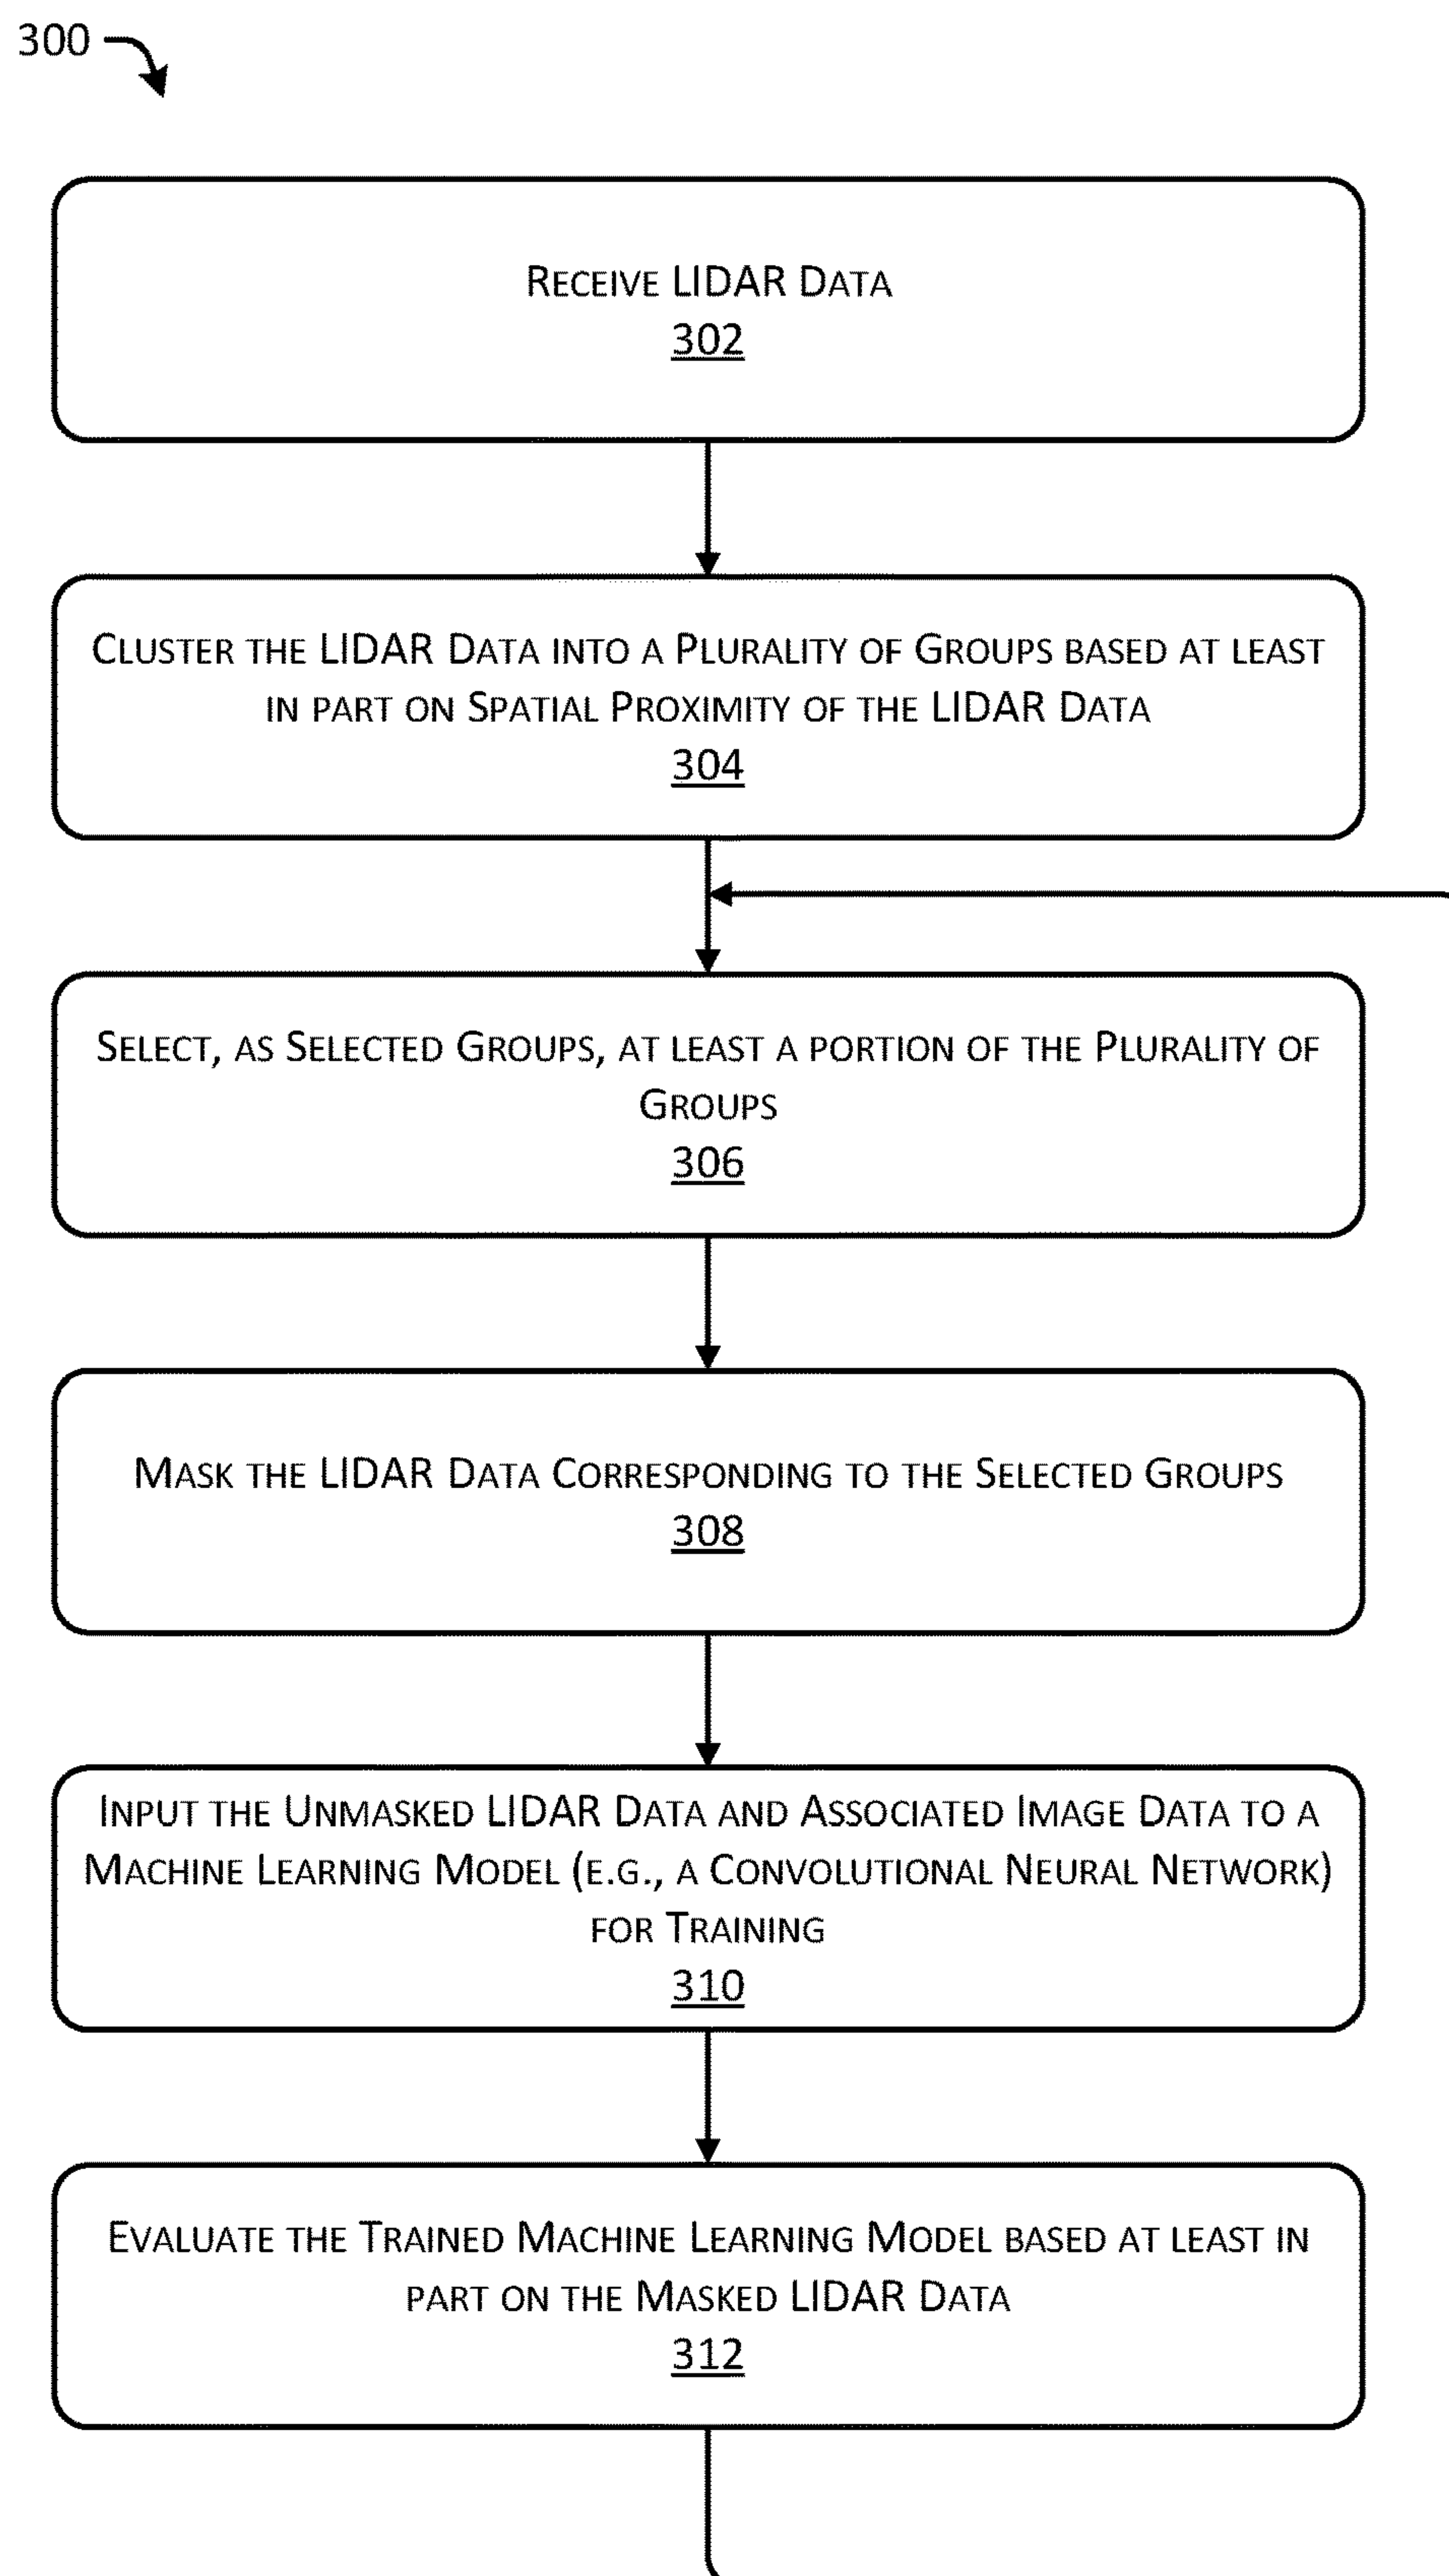 300
RECEIVE LIDAR DATA
302
CLUSTER THE LIDAR DATA INTO A PLURALITY OF GROUPS BASED AT LEAST
IN PART ON SPATIAL PROXIMITY OF THE LIDAR DATA
304
SELECT, AS SELECTED GROUPS, AT LEAST A PORTION OF THE PLURALITY OF
GROUPS
306
MASK THE LIDAR DATA CORRESPONDING TO THE SELECTED GROUPS
308
INPUT THE UNMASKED LIDAR DATA AND ASSOCIATED IMAGE DATA TO A
MACHINE LEARNING MODEL (E.G., A CONVOLUTIONAL NEURAL NETWORK)
FOR TRAINING
310
EVALUATE THE TRAINED MACHINE LEARNING MODEL BASED AT LEAST IN
PART ON THE MASKED LIDAR DATA
312